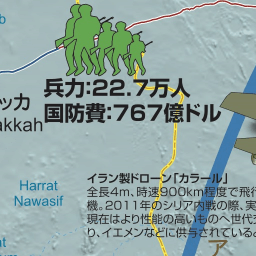 兵力:22.7万人
国防費:767億ドル
ッカ
akkah
イラン製ドローン「カラール」
全長4m、時速900km程度で飛行
機。2011年のシリア内戦の際、実
現在はより性能の高いものへ世代交
り、イエメンなどに供与されている
Harrat
Nawasif
ア